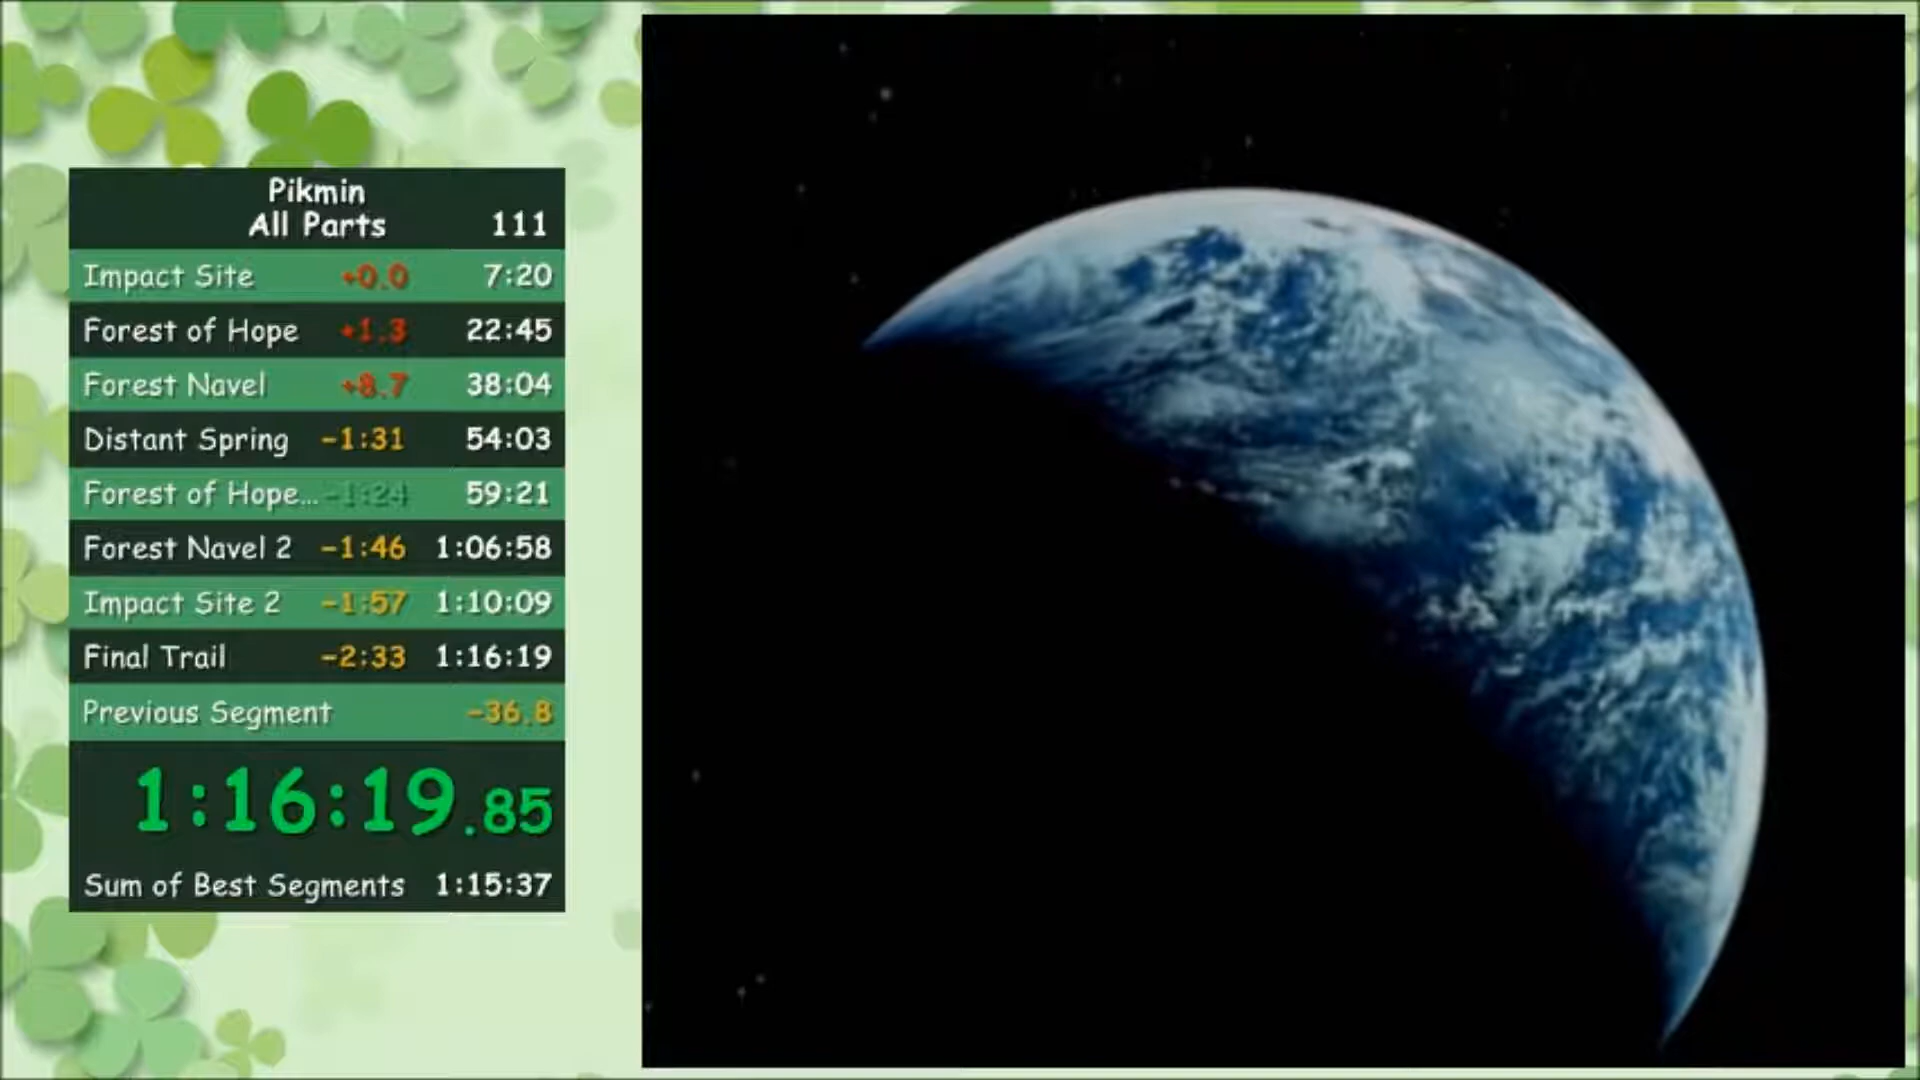 Pikmin
All Parts 111
Impact Site +0.0 7:20
Forest of Hope +1.3 22:45
Forest Navel +8.7 38:04
Distant Spring -1:31 54:03
Forest of Hope... -1:24 59:21
Forest Navel 2 -1:46 1:06:58
Impact Site 2 -1:57 1:10:09
Final Trail -2:33 1:16:19
Previous Segment -36.8
1:16:19.85
Sum of Best Segments 1:15:37